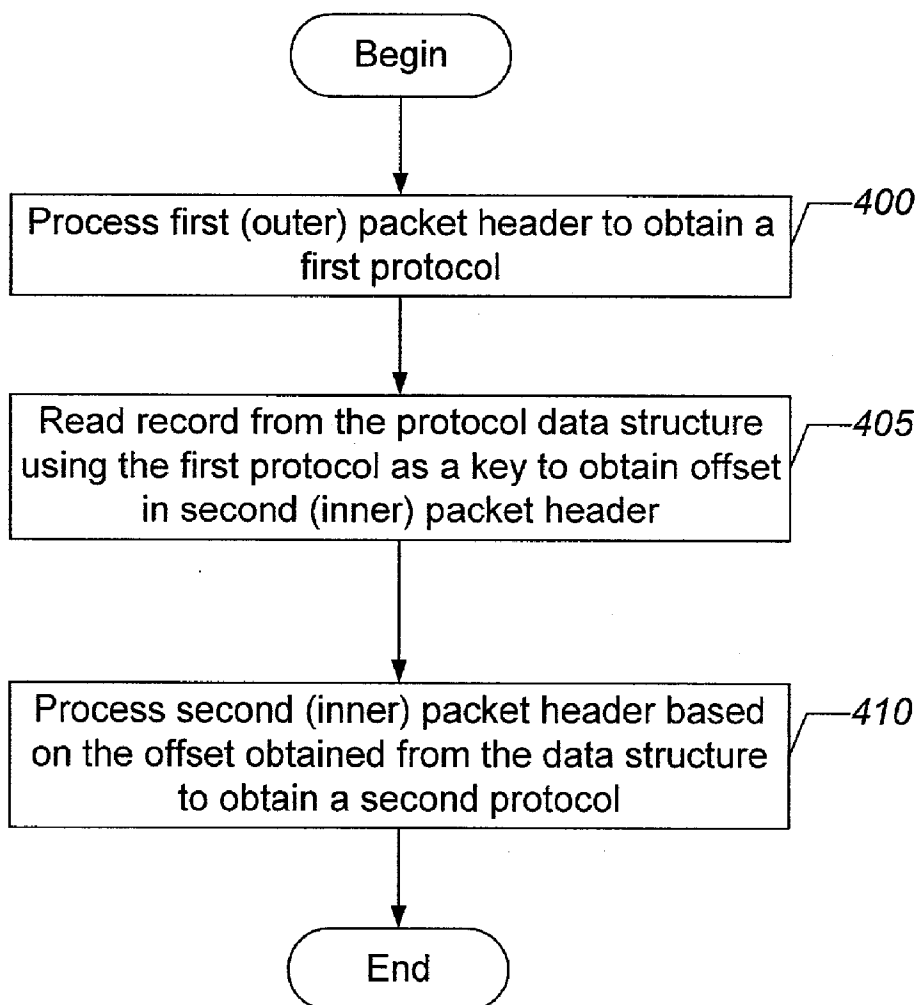 Begin
Process first (outer) packet header to obtain a
first protocol
400
Read record from the protocol data structure
using the first protocol as a key to obtain offset
in second (inner) packet header
405
Process second (inner) packet header based
on the offset obtained from the data structure
to obtain a second protocol
410
End